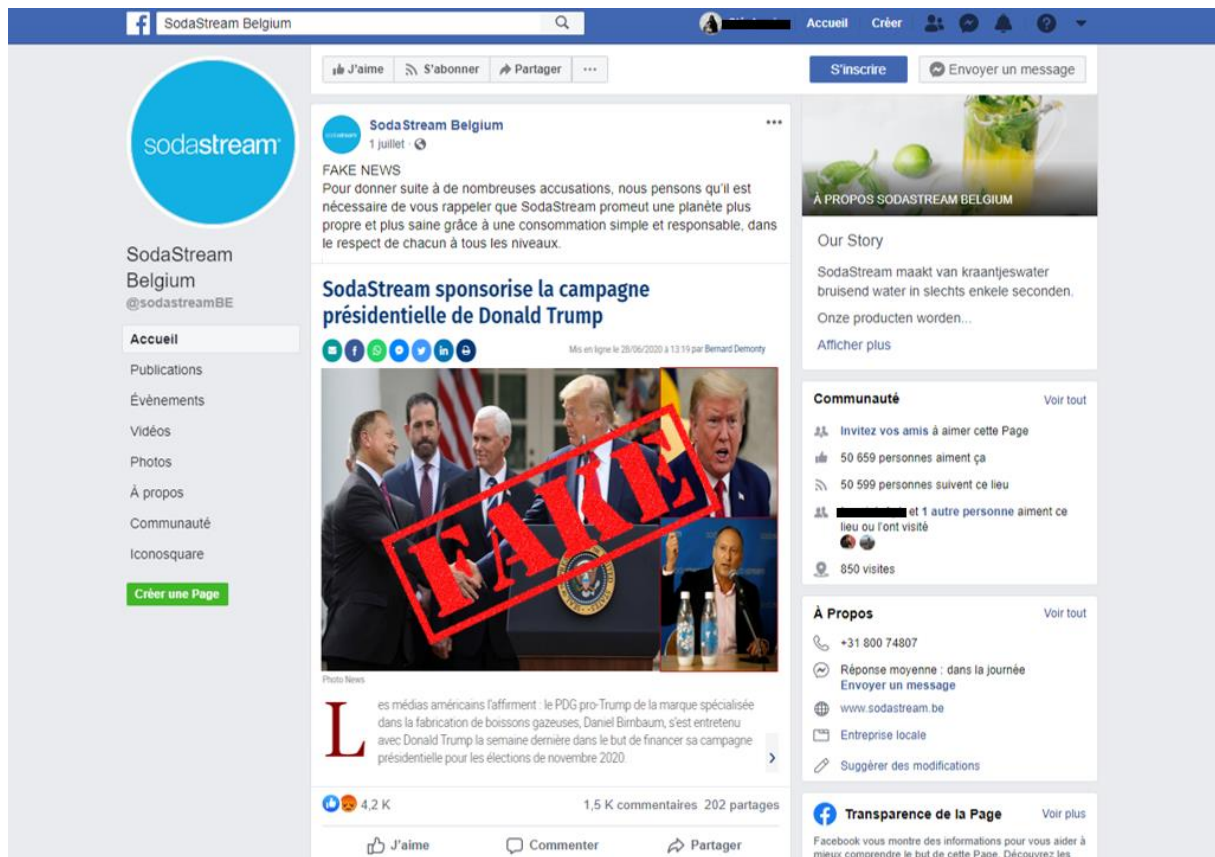 SodaStream Belgium
Accueil
Créer
sodastream
SodaStream
Belgium
@sodastreamBE
Accueil
Publications
Évènements
Vidéos
Photos
À propos
Communauté
Iconosquare
Créer une Page
J'aime
S'abonner
Partager
S'inscrire
Envoyer un message
SodaStream Belgium
1 juillet
FAKE NEWS
Pour donner suite à de nombreuses accusations, nous pensons qu'il est
nécessaire de vous rappeler que SodaStream promeut une planète plus
propre et plus saine grâce à une consommation simple et responsable, dans
le respect de chacun à tous les niveaux.
SodaStream sponsorise la campagne
présidentielle de Donald Trump
Mis en ligne le 28/06/2020 à 13:19 par Bernard Demonty
FAKE
Photo News
Les médias américains l'affirment : le PDG pro-Trump de la marque spécialisée
dans la fabrication de boissons gazeuses, Daniel Birnbaum, s'est entretenu
avec Donald Trump la semaine dernière dans le but de financer sa campagne
présidentielle pour les élections de novembre 2020.
4,2 K
1,5 K commentaires 202 partages
J'aime
Commenter
Partager
À PROPOS SODASTREAM BELGIUM
Our Story
SodaStream maakt van kraantjeswater
bruisend water in slechts enkele seconden.
Onze producten worden...
Afficher plus
Communauté
Voir tout
Invitez vos amis à aimer cette Page
50 659 personnes aiment ça
50 599 personnes suivent ce lieu
et 1 autre personne aiment ce
lieu ou l'ont visité
850 visites
À Propos
Voir tout
+31 800 74807
Réponse moyenne : dans la journée
Envoyer un message
www.sodastream.be
Entreprise locale
Suggérer des modifications
Transparence de la Page
Voir plus
Facebook vous montre des informations pour vous aider à
mieux comprendre le but de cette Page. Découvrez les